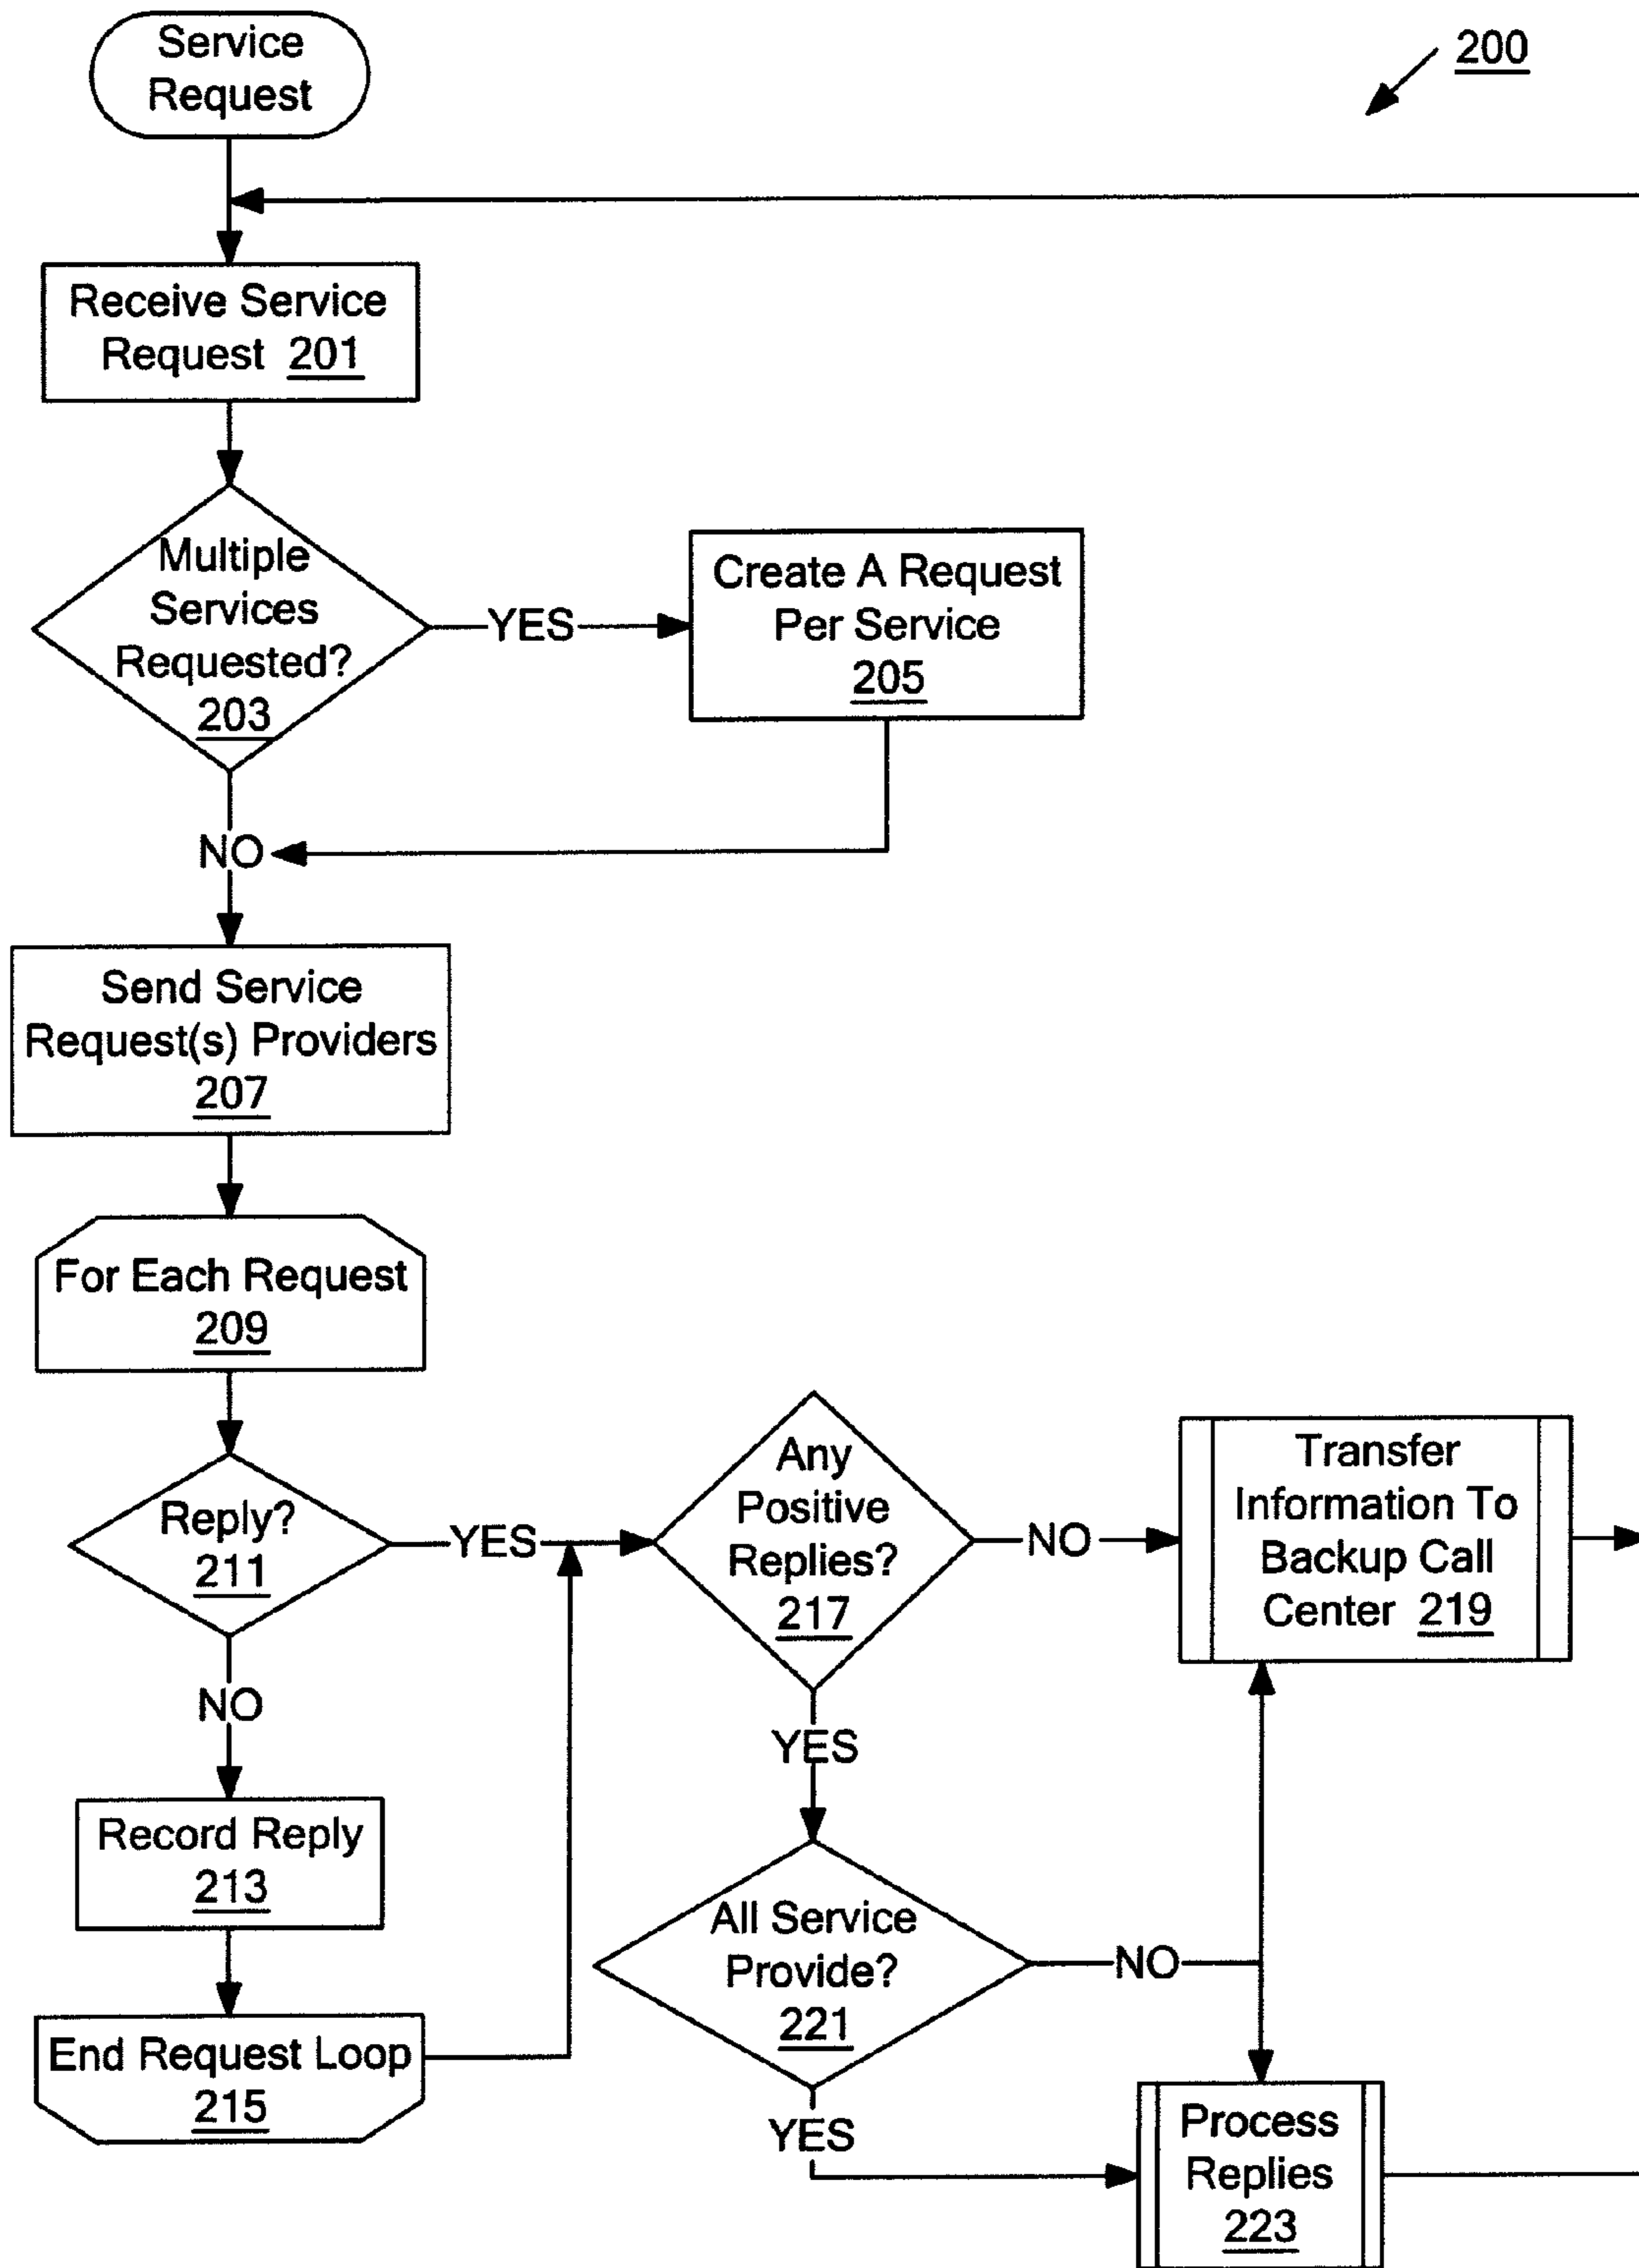 Service
Request
200
Receive Service
Request 201
Multiple
Services
Requested?
203
YES
Create A Request
Per Service
205
NO
Send Service
Request(s) Providers
207
For Each Request
209
Reply?
211
YES
Any
Positive
Replies?
217
NO
Transfer
Information To
Backup Call
Center 219
NO
YES
Record Reply
213
All Service
Provide?
221
NO
End Request Loop
215
YES
Process
Replies
223